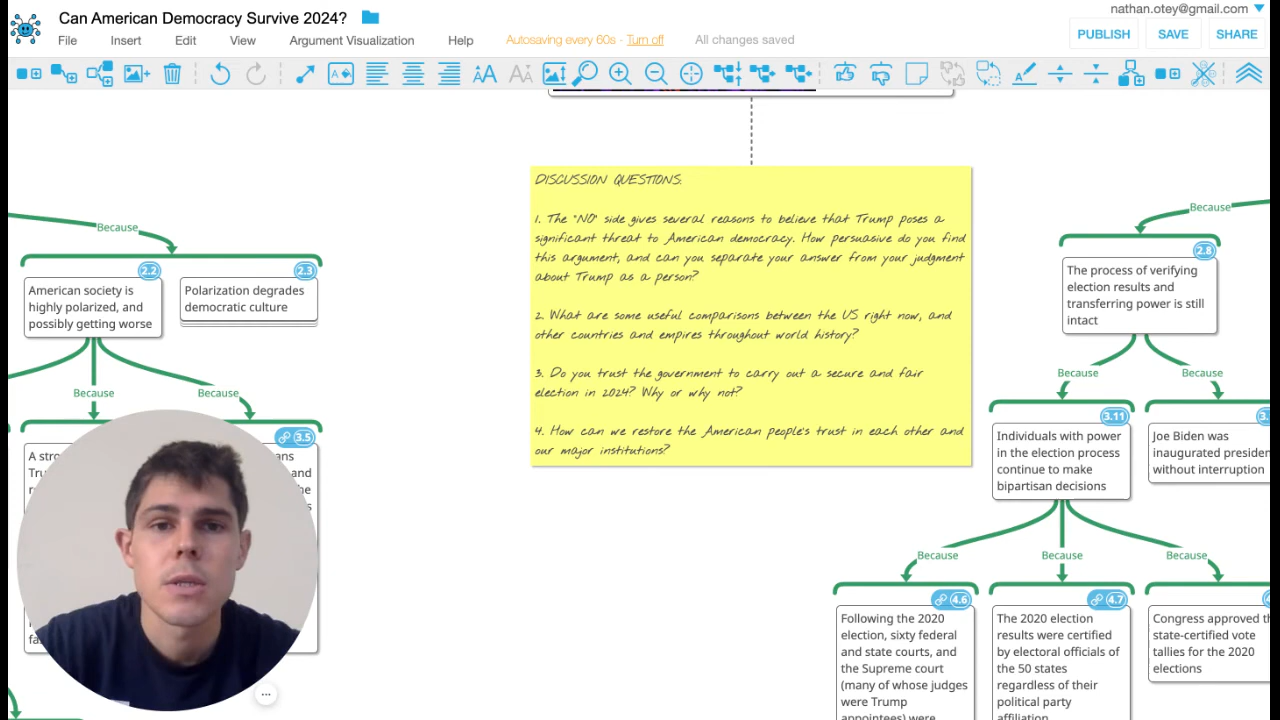 nathan.otey@gmail.com
Can American Democracy Survive 2024?
File Insert Edit View Argument Visualization Help Autosaving every 60s - Turn off All changes saved
PUBLISH SAVE SHARE
Because
2.2
American society is
highly polarized, and
possibly getting worse
2.3
Polarization degrades
democratic culture
Because
Because
3.5
A
DISCUSSION QUESTIONS:
1. The "NO" side gives several reasons to believe that Trump poses a
significant threat to American democracy. How persuasive do you find
this argument, and can you separate your answer from your judgment
about Trump as a person?
2. What are some useful comparisons between the US right now, and
other countries and empires throughout world history?
3. Do you trust the government to carry out a secure and fair
election in 2024? Why or why not?
4. How can we restore the American people's trust in each other and
our major institutions?
Because
2.8
The process of verifying
election results and
transferring power is still
intact
Because
Because
3.11
Individuals with power
in the election process
continue to make
bipartisan decisions
Joe Biden was
inaugurated
without interruption
Because
Because
Because
4.6
Following the 2020
election, sixty federal
and state courts, and
the Supreme court
(many of whose judges
were Trump
appointees) were
4.7
The 2020 election
results were certified
by electoral officials of
the 50 states
regardless of their
political party
affiliation
Congress approved
state-certified vote
tallies for the 2020
elections